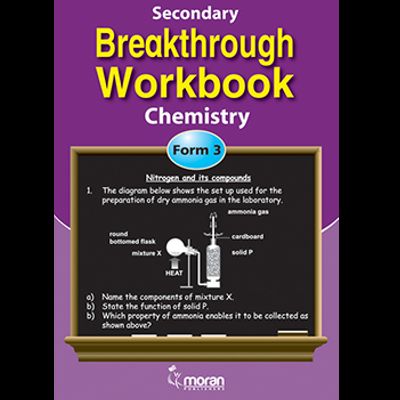 Secondary
Breakthrough
Workbook
Chemistry
Form 3
Nitrogen and its compounds
1. The diagram below shows the set up used for the
preparation of dry ammonia gas in the laboratory.
ammonia gas
round
bottomed flask
cardboard
mixture X
solid P
HEAT
a) Name the components of mixture X.
b) State the function of solid P.
b) Which property of ammonia enables it to be collected as
shown above?
moran
PUBLISHERS